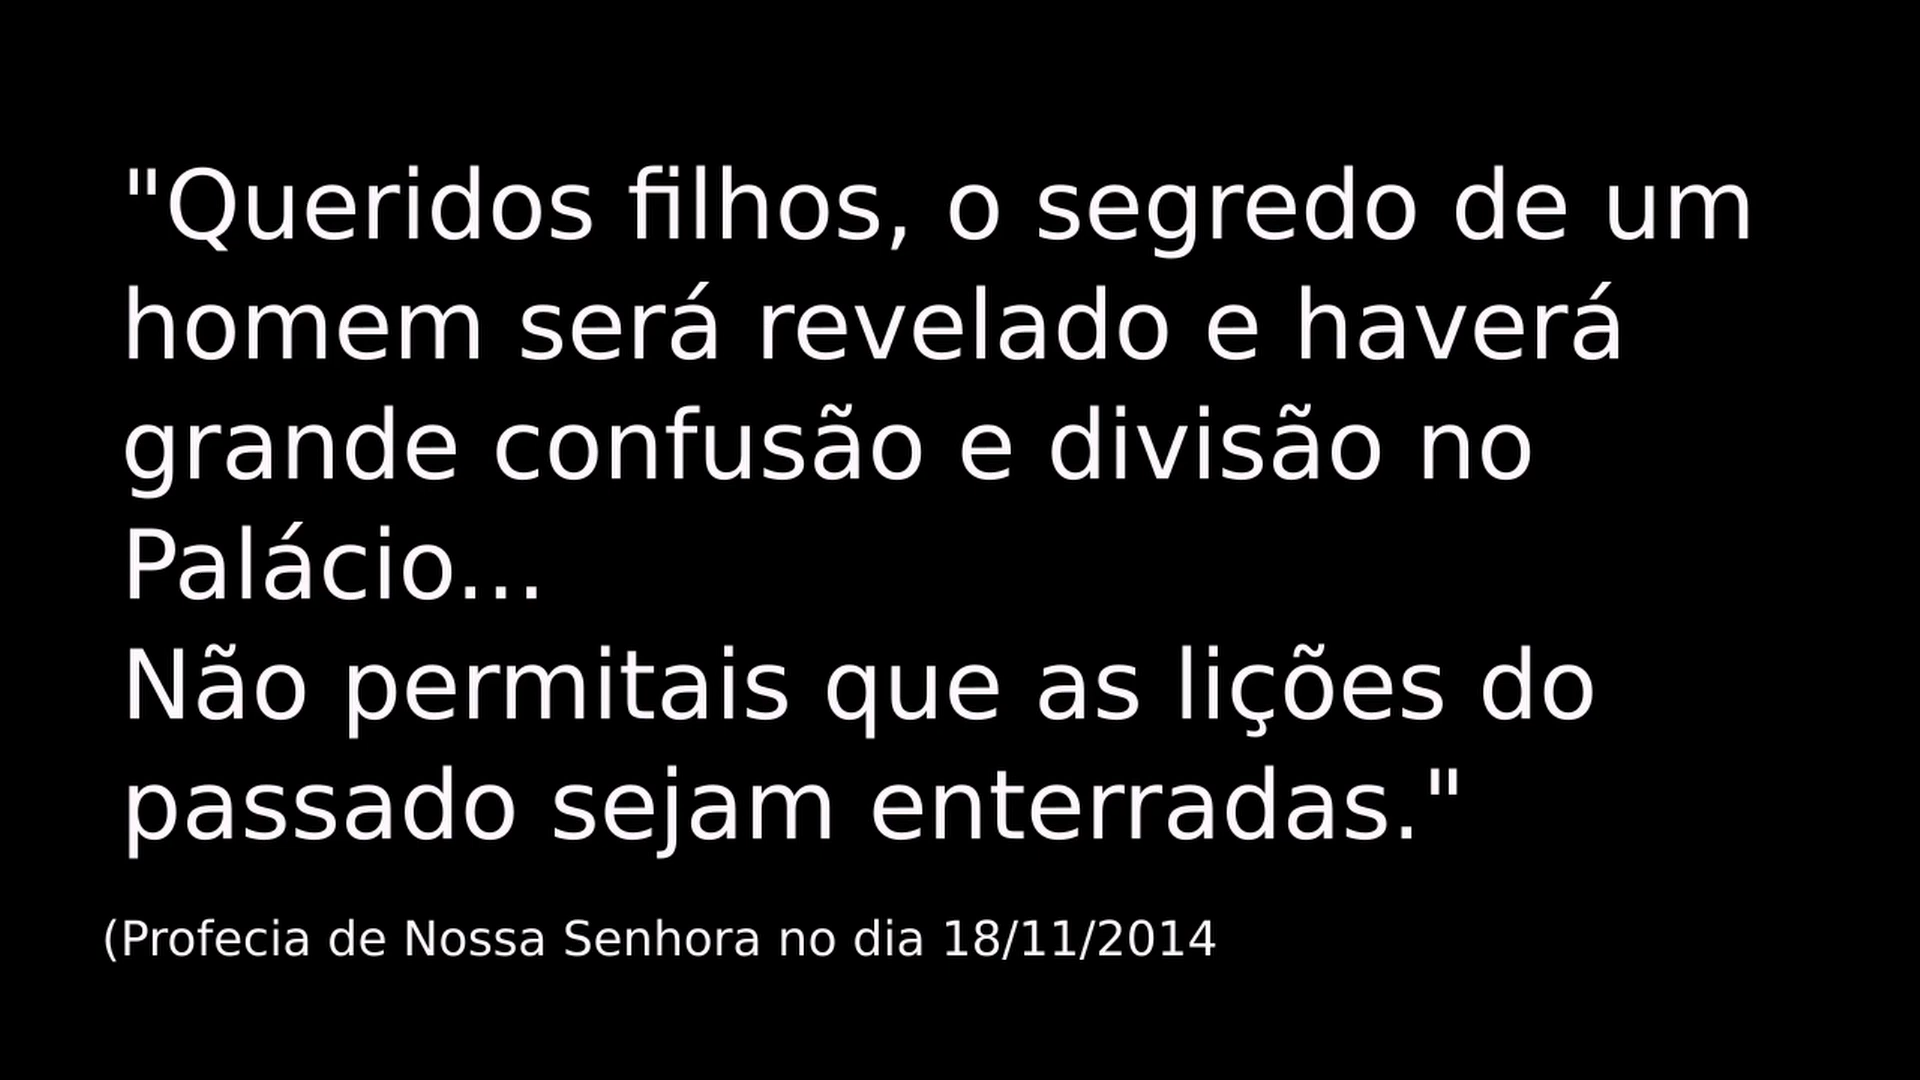 "Queridos filhos, o segredo de um
homem será revelado e haverá
grande confusão e divisão no
Palácio...
Não permitais que as lições do
passado sejam enterradas."
(Profecia de Nossa Senhora no dia 18/11/2014